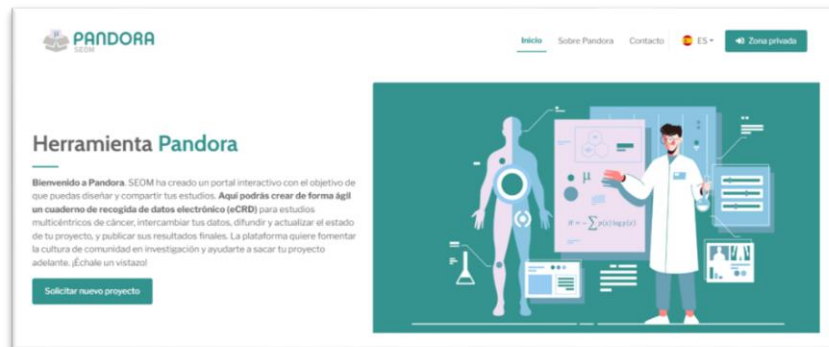 PANDORA
SEOM
Inicio Sobre Pandora Contacto ES Zona privada
Herramienta Pandora
Bienvenido a Pandora. SEOM ha creado un portal interactivo con el objetivo de
que puedas diseñar y compartir tus estudios. Aquí podrás crear de forma ágil
un cuaderno de recogida de datos electrónico (eCRD) para estudios
multicéntricos de cáncer, intercambiar tus datos, difundir y actualizar el estado
de tu proyecto, y publicar sus resultados finales. La plataforma quiere fomentar
la cultura de comunidad en investigación y ayudarte a sacar tu proyecto
adelante. ¡Échale un vistazo!
Solicitar nuevo proyecto
μ